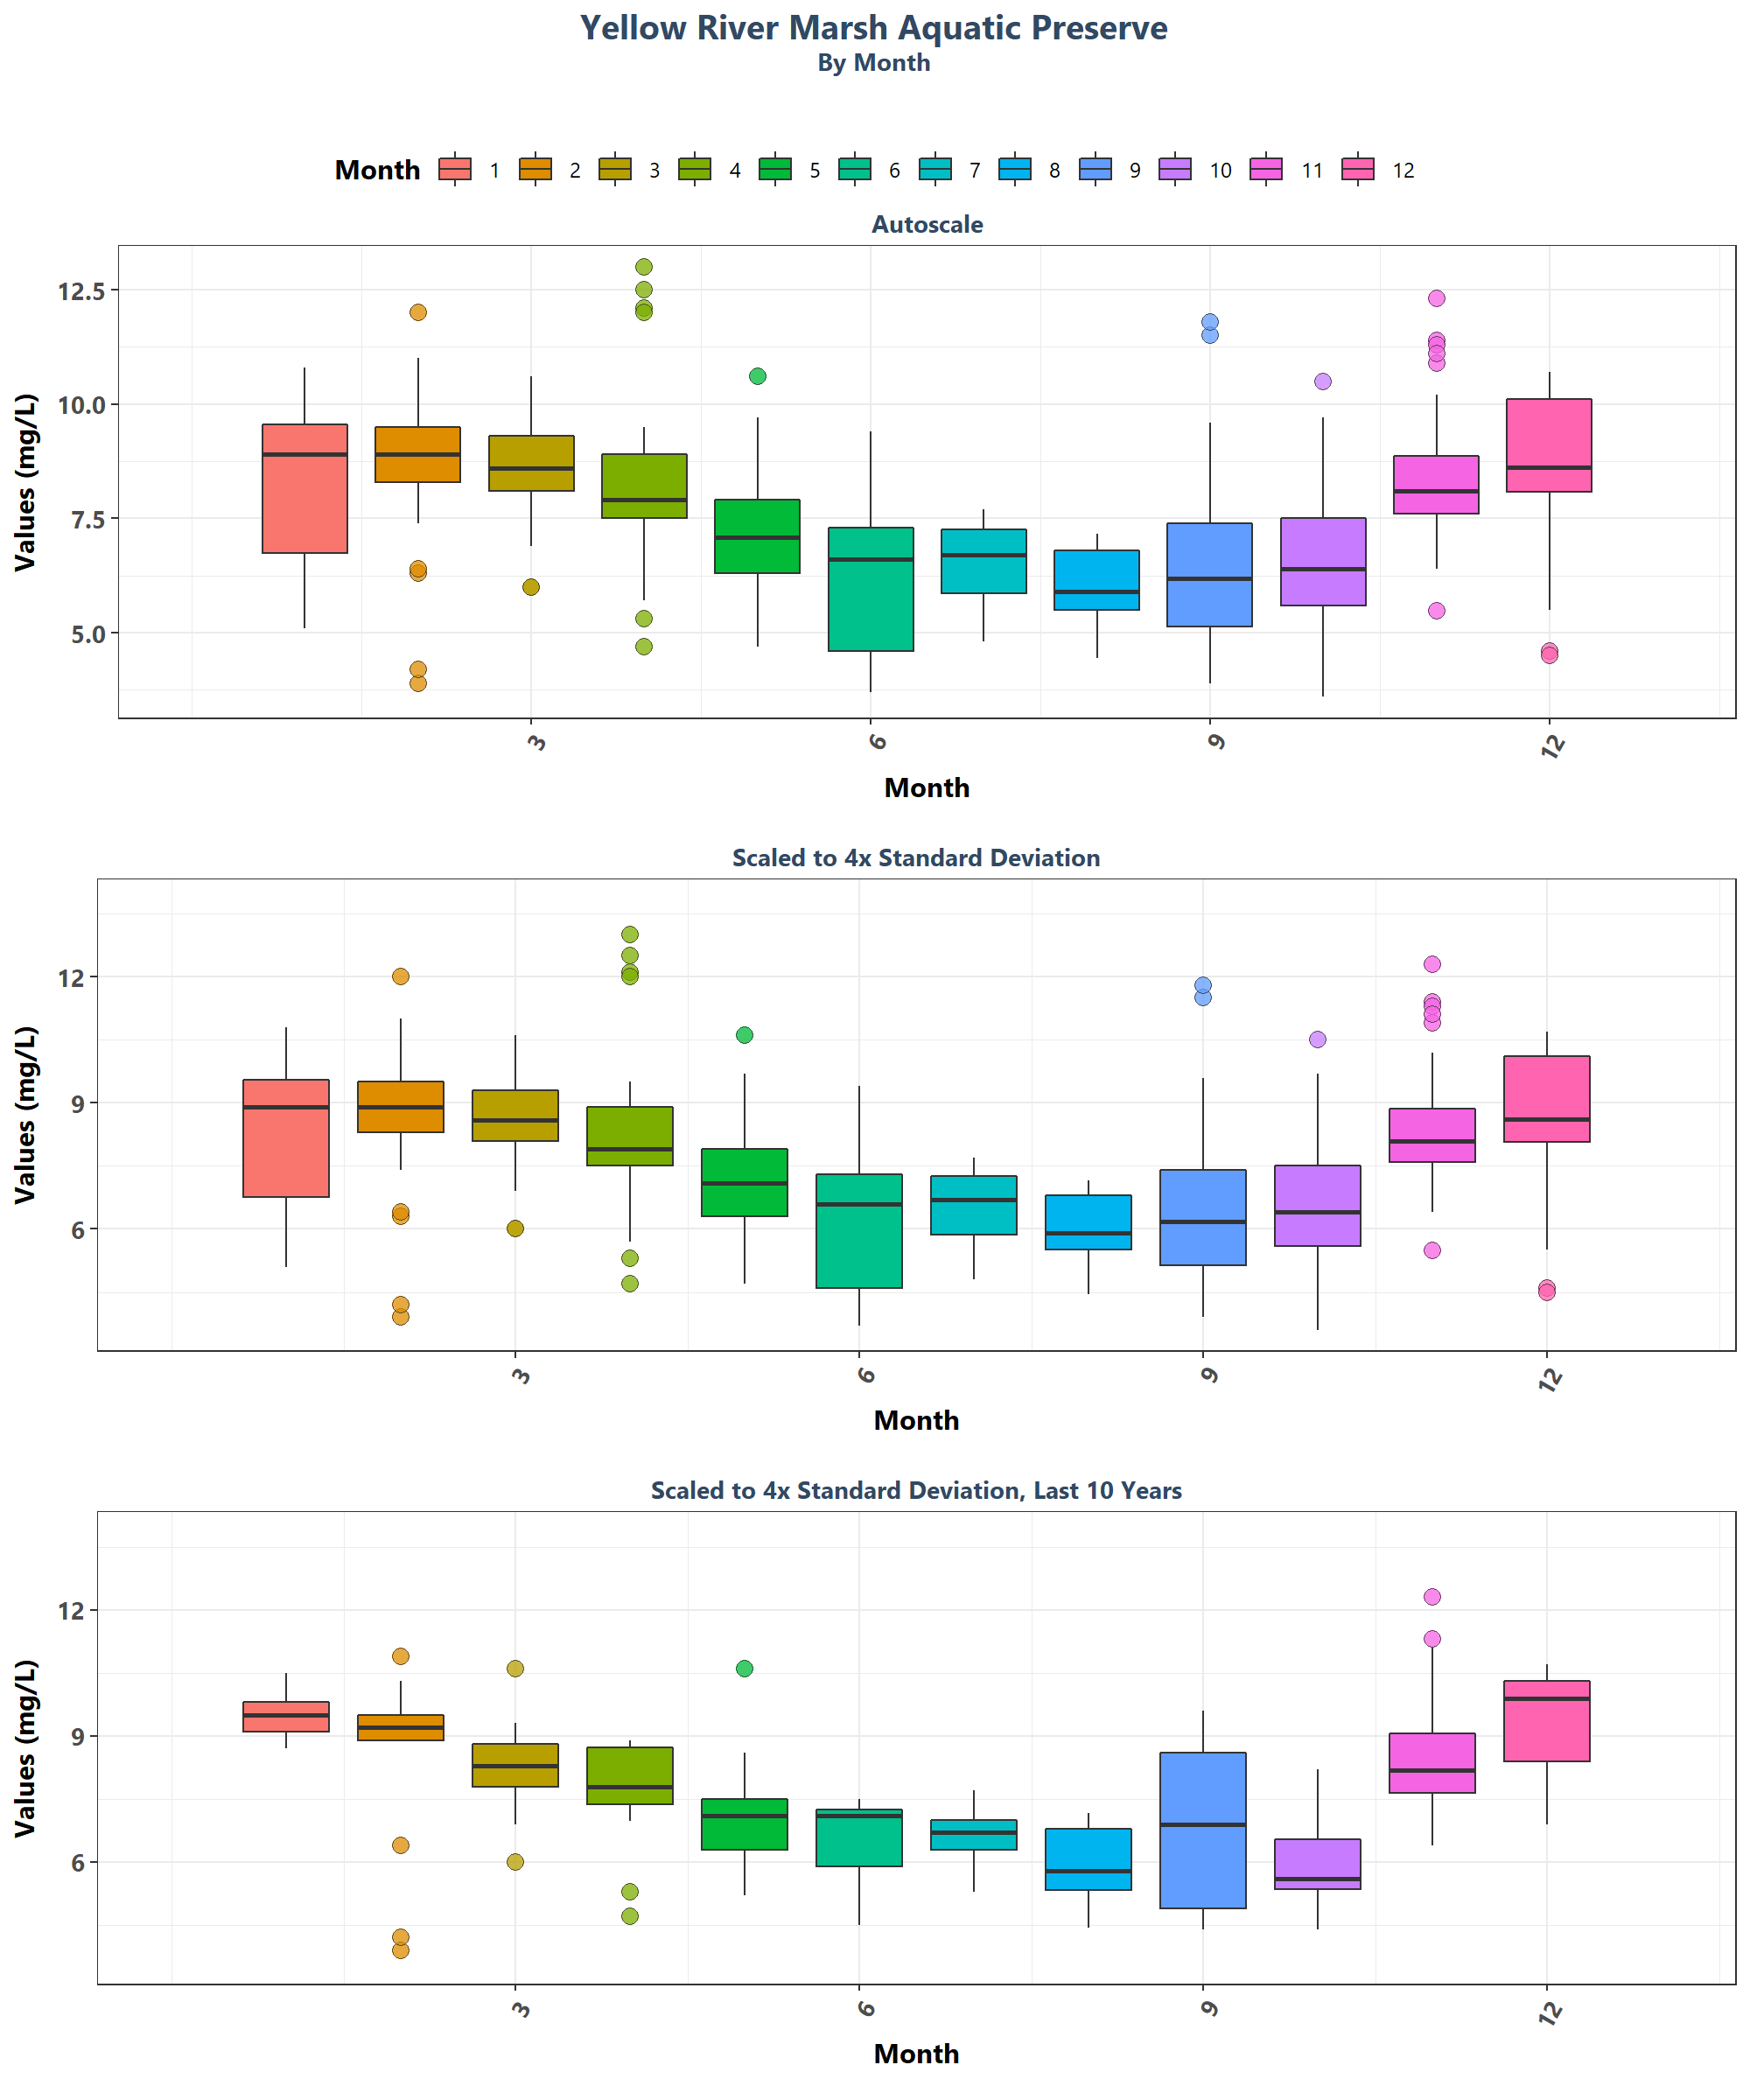 Yellow River Marsh Aquatic Preserve
By Month
Month 1 2 3 4 5 6 7 8 9 10 11 12
Autoscale
Values (mg/L)
12.5
10.0
7.5
5.0
3 6 9 12
Month
Scaled to 4x Standard Deviation
Values (mg/L)
12
9
6
3 6 9 12
Month
Scaled to 4x Standard Deviation, Last 10 Years
Values (mg/L)
12
9
6
3 6 9 12
Month